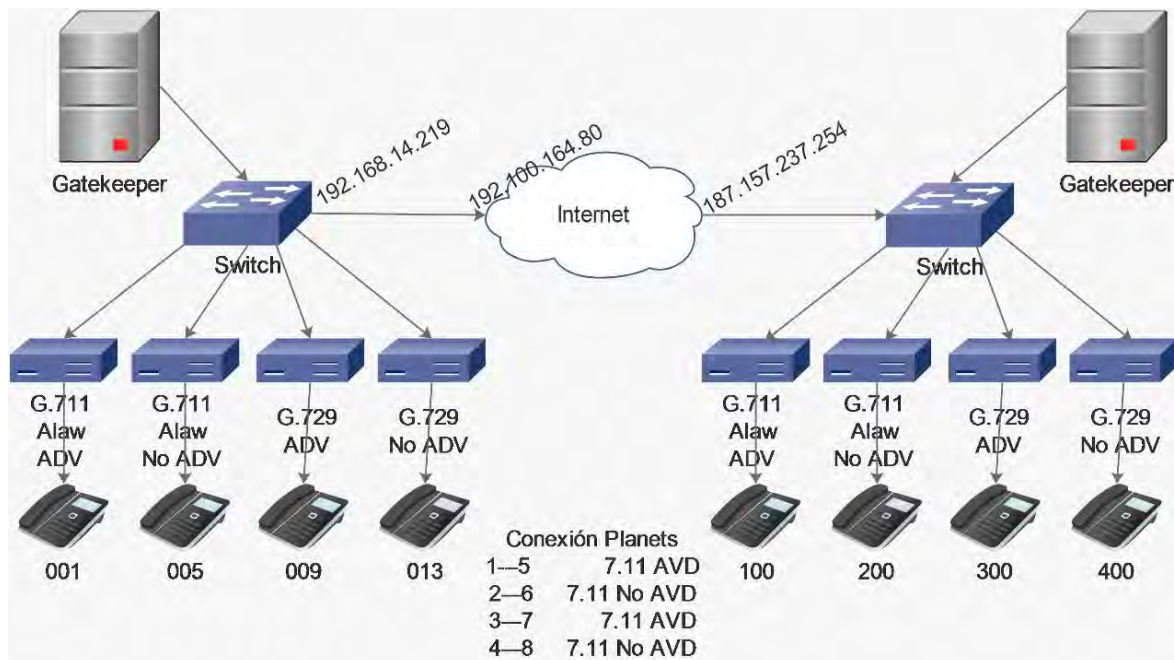 Gatekeeper
Gatekeeper
192.168.14.219
192.100.164.80
187.157.237.254
Internet
Switch
Switch
G.711
Alaw
ADV
G.711
Alaw
No ADV
G.729
ADV
G.729
No ADV
G.711
Alaw
ADV
G.711
Alaw
No ADV
G.729
ADV
G.729
No ADV
001
005
009
013
100
200
300
400
Conexión Planets
1—5 7.11 AVD
2—6 7.11 No AVD
3—7 7.11 AVD
4—8 7.11 No AVD